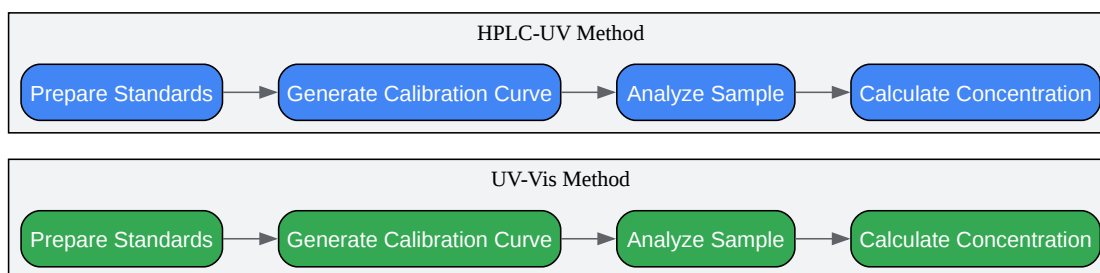 HPLC-UV Method
Prepare Standards
Generate Calibration Curve
Analyze Sample
Calculate Concentration
UV-Vis Method
Prepare Standards
Generate Calibration Curve
Analyze Sample
Calculate Concentration